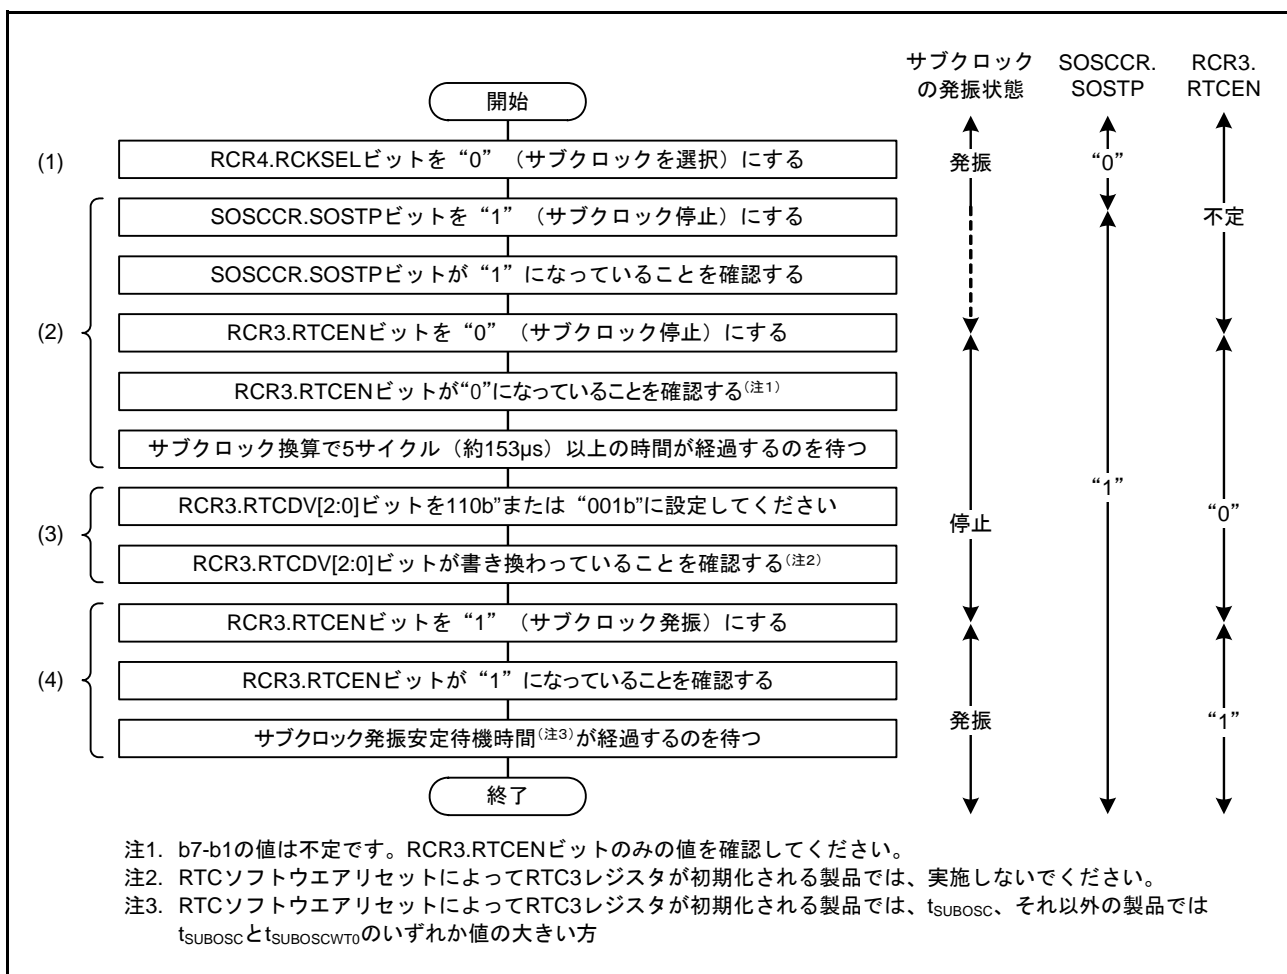 サブクロック
の発振状態
SOSCCR.
SOSTP
RCR3.
RTCEN
開始
(1)
RCR4.RCKSELビットを“0”（サブクロックを選択）にする
発振
“0”
SOSCCR.SOSTPビットを“1”（サブクロック停止）にする
不定
SOSCCR.SOSTPビットが“1”になっていることを確認する
(2)
RCR3.RTCENビットを“0”（サブクロック停止）にする
RCR3.RTCENビットが“0”になっていることを確認する(注1)
サブクロック換算で5サイクル（約153μs）以上の時間が経過するのを待つ
“1”
RCR3.RTCDV[2:0]ビットを110b”または“001b”に設定してください
停止
“0”
(3)
RCR3.RTCDV[2:0]ビットが書き換わっていることを確認する(注2)
RCR3.RTCENビットを“1”（サブクロック発振）にする
(4)
RCR3.RTCENビットが“1”になっていることを確認する
サブクロック発振安定待機時間(注3)が経過するのを待つ
発振
“1”
終了
注1. b7-b1の値は不定です。RCR3.RTCENビットのみの値を確認してください。
注2. RTCソフトウエアリセットによってRTC3レジスタが初期化される製品では、実施しないでください。
注3. RTCソフトウエアリセットによってRTC3レジスタが初期化される製品では、tSUBOSC、それ以外の製品では
tSUBOSCとtSUBOSCWT0のいずれか値の大きい方